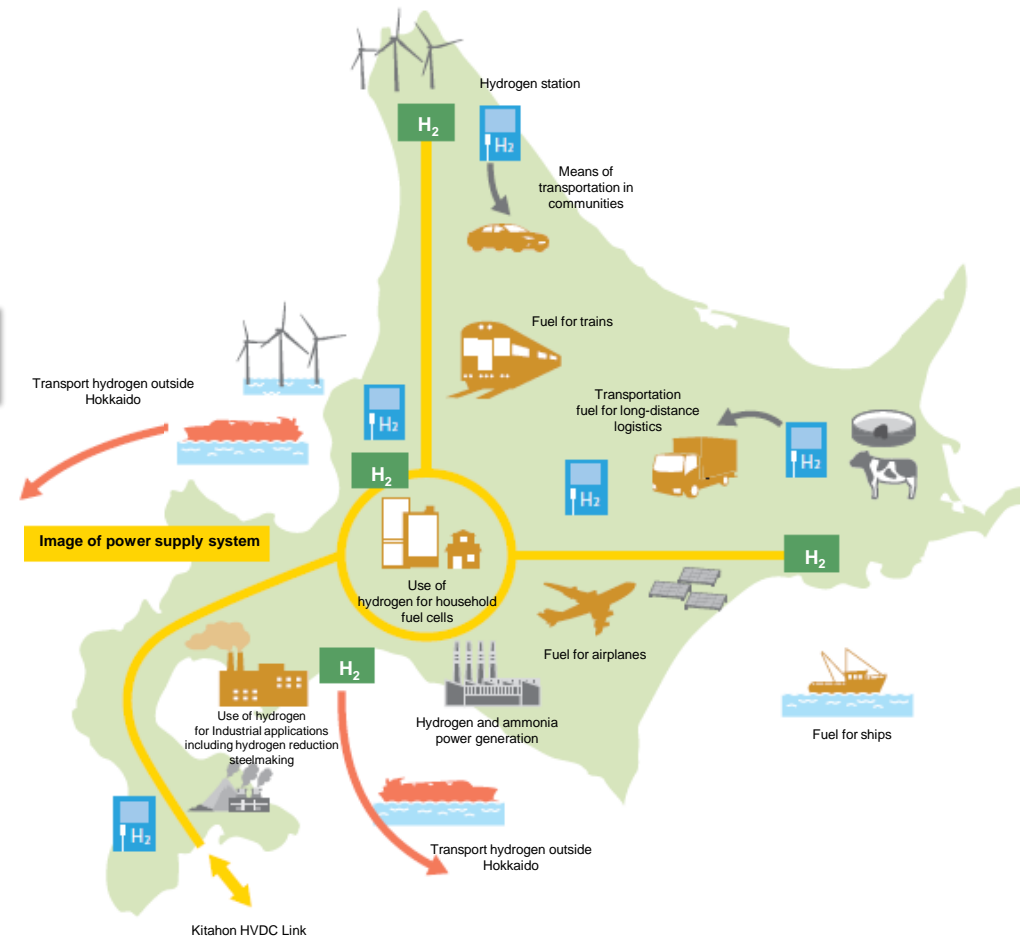 Hydrogen station
H₂
H₂
Means of
transportation in
communities
Fuel for trains
Transport hydrogen outside
Hokkaido
H₂
Transportation
fuel for long-distance
logistics
H₂
H₂
H₂
Image of power supply system
H₂
Use of
hydrogen for household
fuel cells
Fuel for airplanes
H₂
Use of hydrogen
for Industrial applications
including hydrogen reduction
steelmaking
Hydrogen and ammonia
power generation
Fuel for ships
H₂
Transport hydrogen outside
Hokkaido
Kitahon HVDC Link